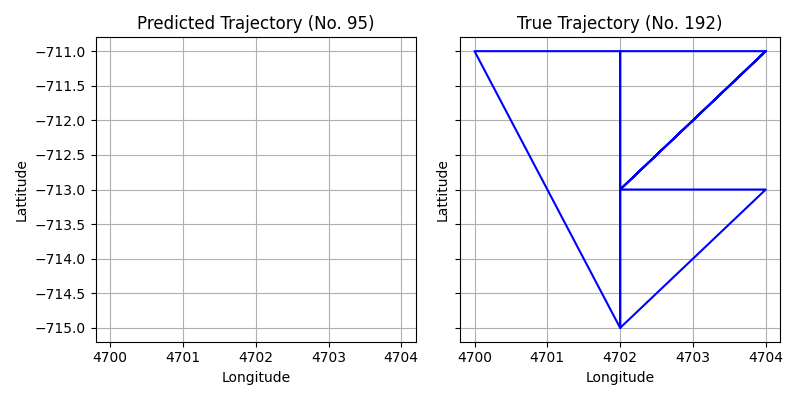 Predicted Trajectory (No. 95)
−711.0
−711.5
−712.0
−712.5
−713.0
−713.5
−714.0
−714.5
−715.0
Lattitude
4700 4701 4702 4703 4704
Longitude
True Trajectory (No. 192)
Lattitude
4700 4701 4702 4703 4704
Longitude